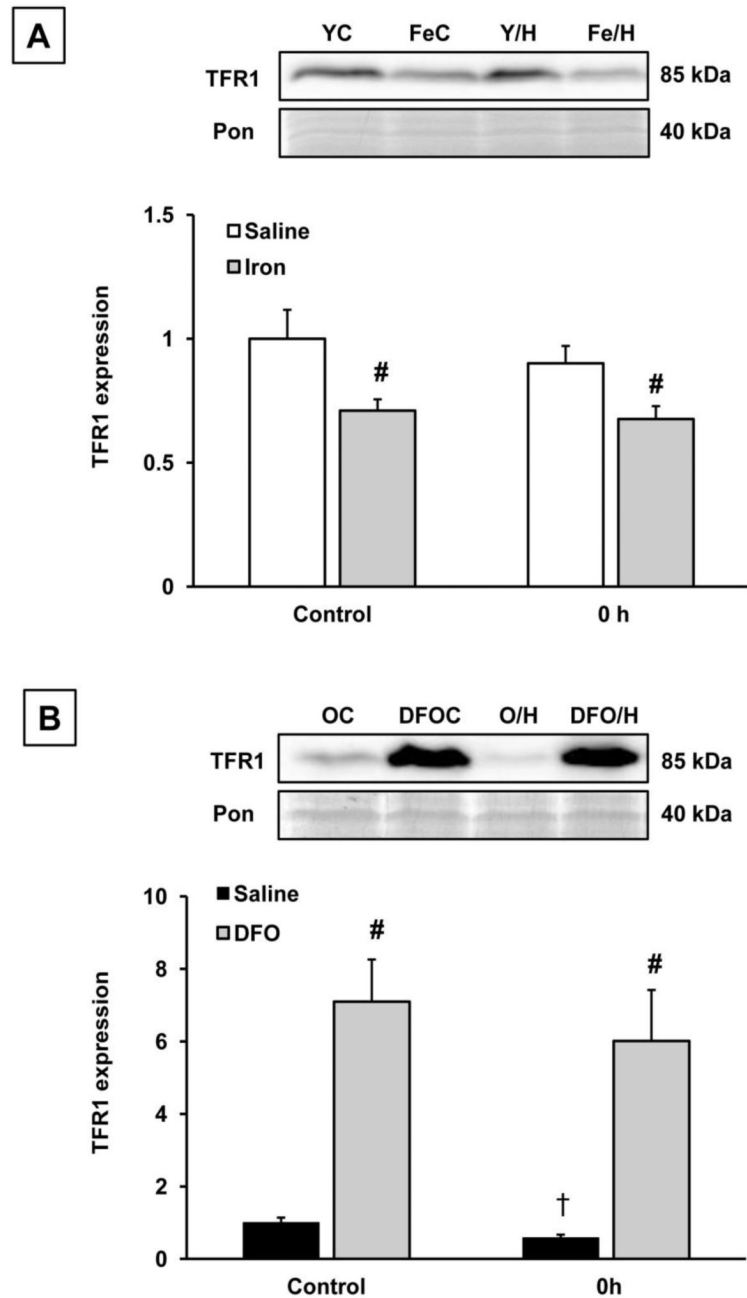 A
YC FeC Y/H Fe/H
TFR1 85 kDa
Pon 40 kDa
1.5
Saline
Iron
1
#
#
0.5
0
TFR1 expression
Control 0 h
B
OC DFOC O/H DFO/H
TFR1 85 kDa
Pon 40 kDa
10
Saline
DFO
#
#
8
6
4
2
†
0
TFR1 expression
Control 0h